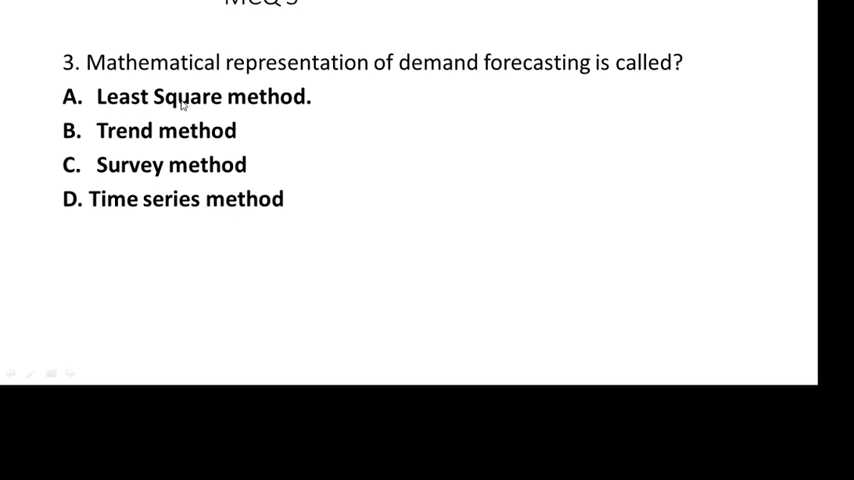 3. Mathematical representation of demand forecasting is called?
A. Least Square method.
B. Trend method
C. Survey method
D. Time series method